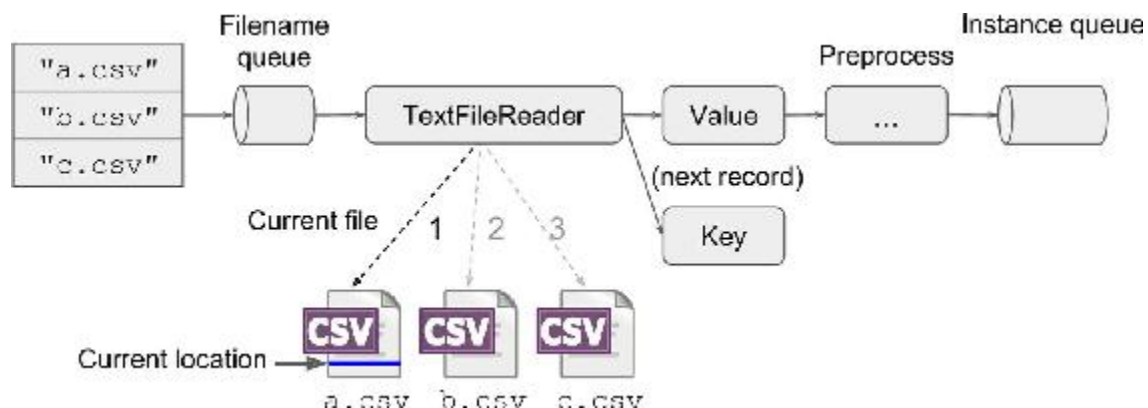 Filename
queue
Instance queue
"a.csv"
"b.csv"
"c.csv"
TextFileReader
Value
Preprocess
...
(next record)
Key
Current file
1
2
3
CSV
CSV
CSV
Current location
a.csv
b.csv
c.csv